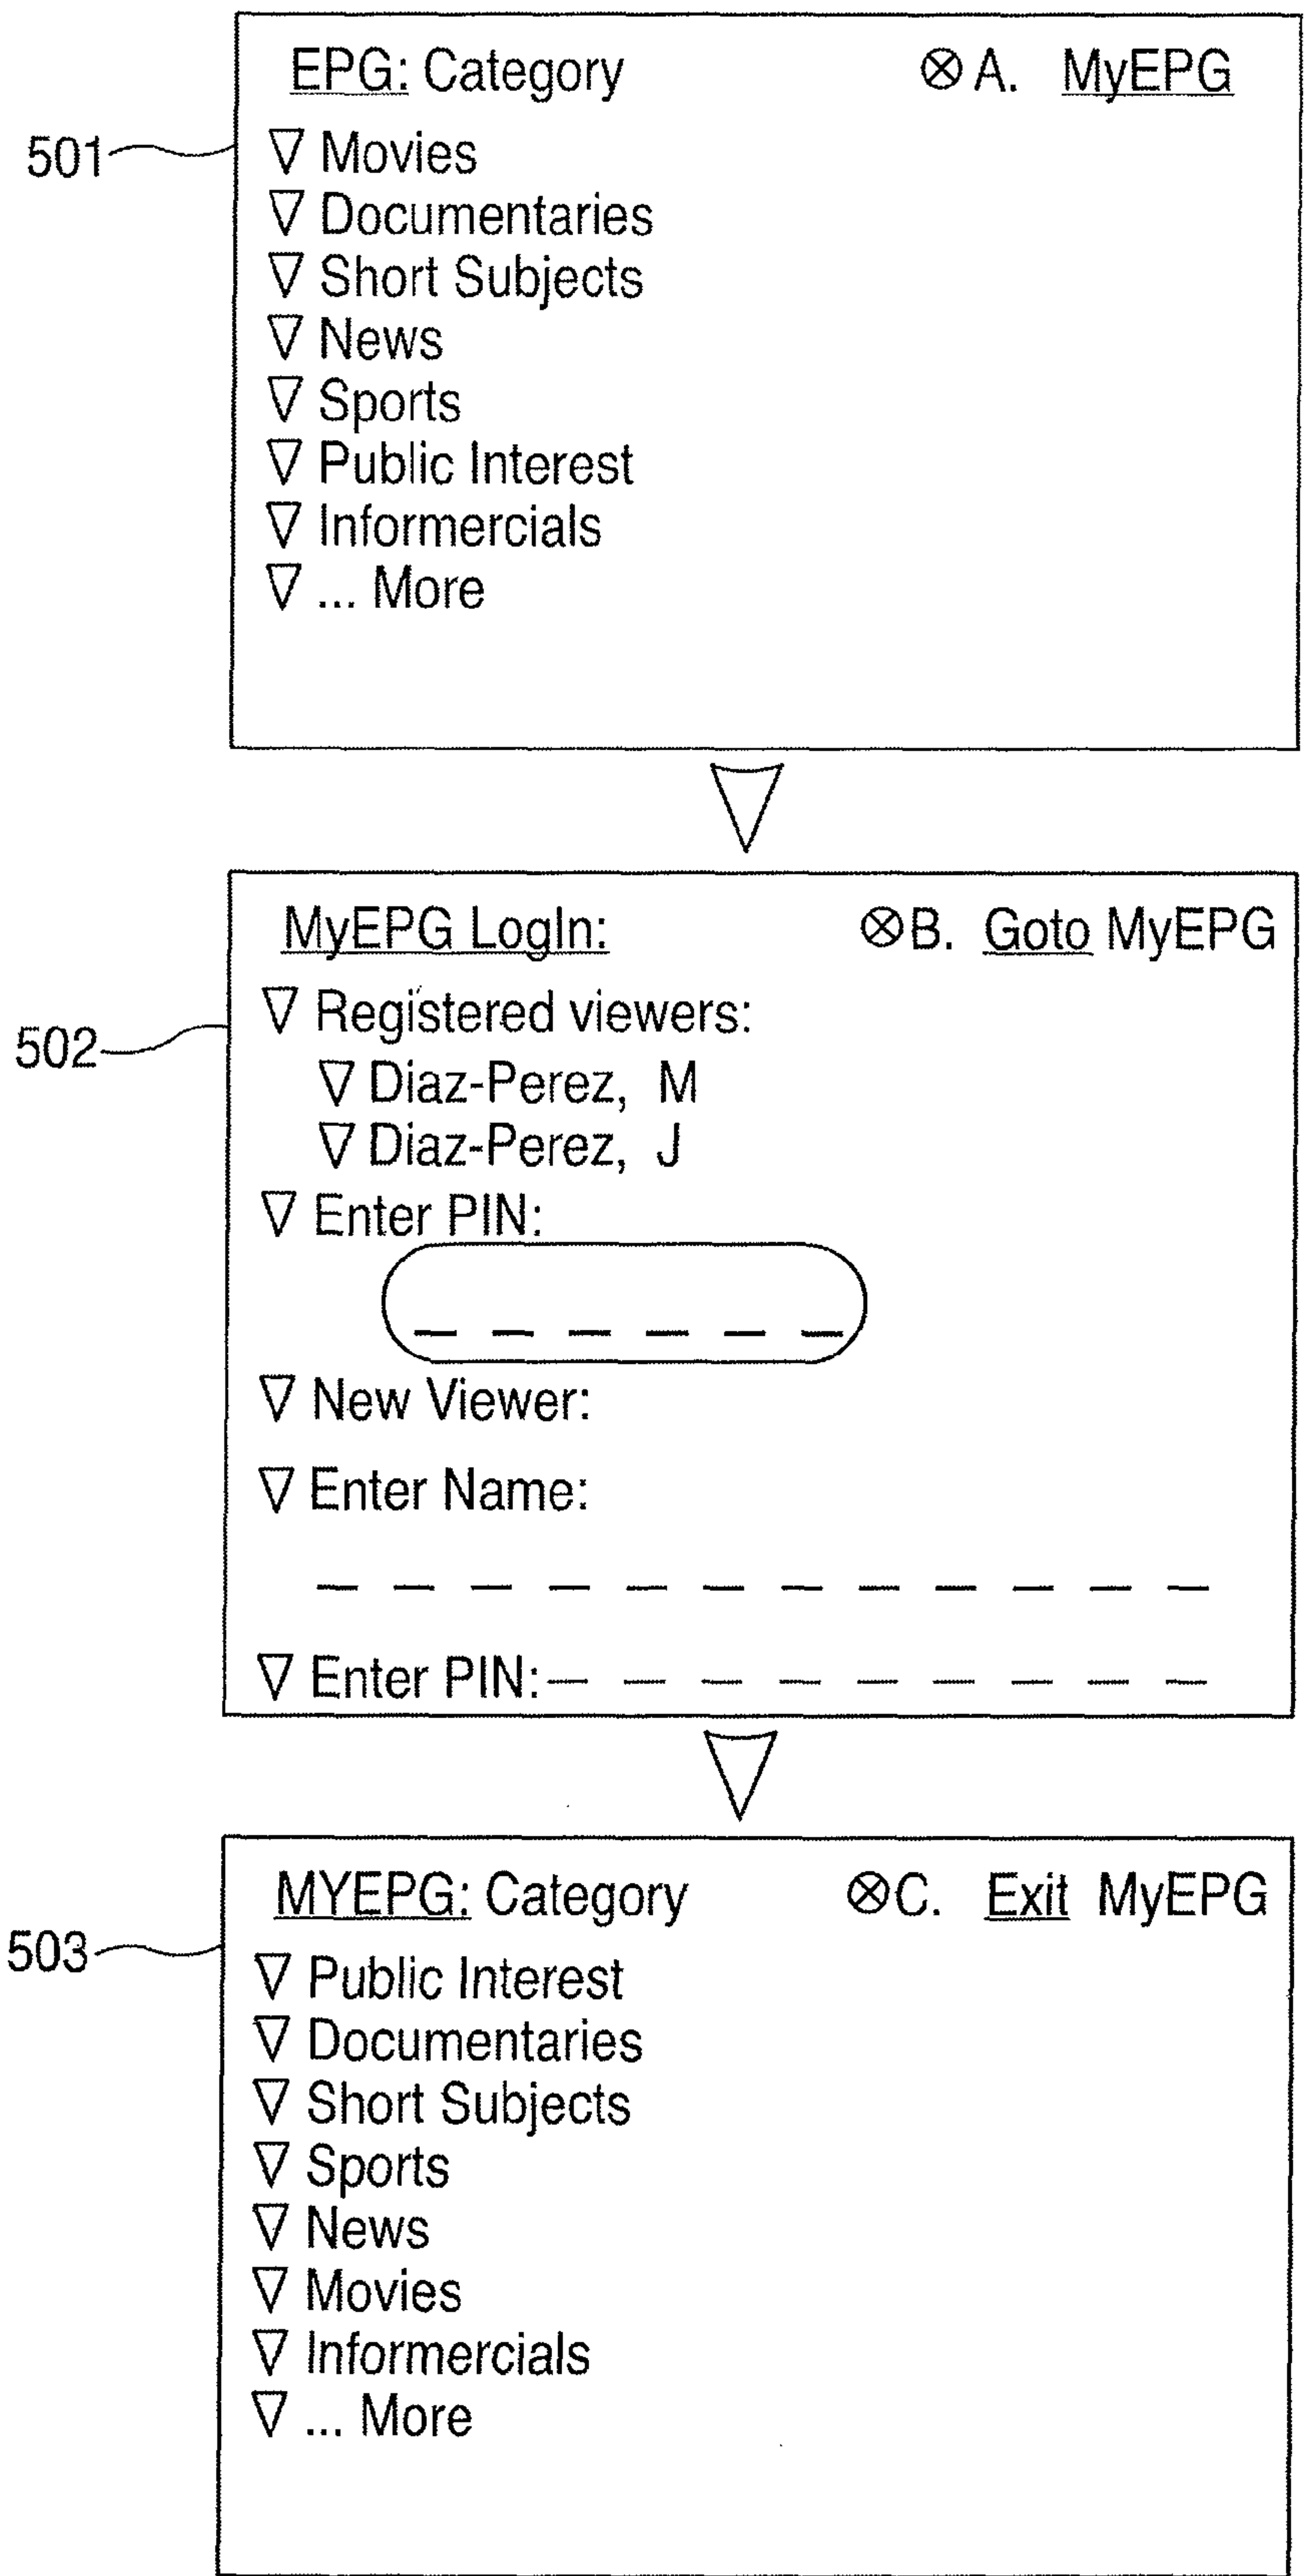 EPG: Category ⊗ A. MyEPG
501
▽ Movies
▽ Documentaries
▽ Short Subjects
▽ News
▽ Sports
▽ Public Interest
▽ Informercials
▽ ... More
MyEPG LogIn: ⊗B. Goto MyEPG
502
▽ Registered viewers:
▽ Diaz-Perez, M
▽ Diaz-Perez, J
▽ Enter PIN:
_ _ _ _ _ _
▽ New Viewer:
▽ Enter Name:
_ _ _ _ _ _ _ _ _ _ _ _
▽ Enter PIN: _ _ _ _ _ _ _ _ _
MYEPG: Category ⊗C. Exit MyEPG
503
▽ Public Interest
▽ Documentaries
▽ Short Subjects
▽ Sports
▽ News
▽ Movies
▽ Informercials
▽ ... More